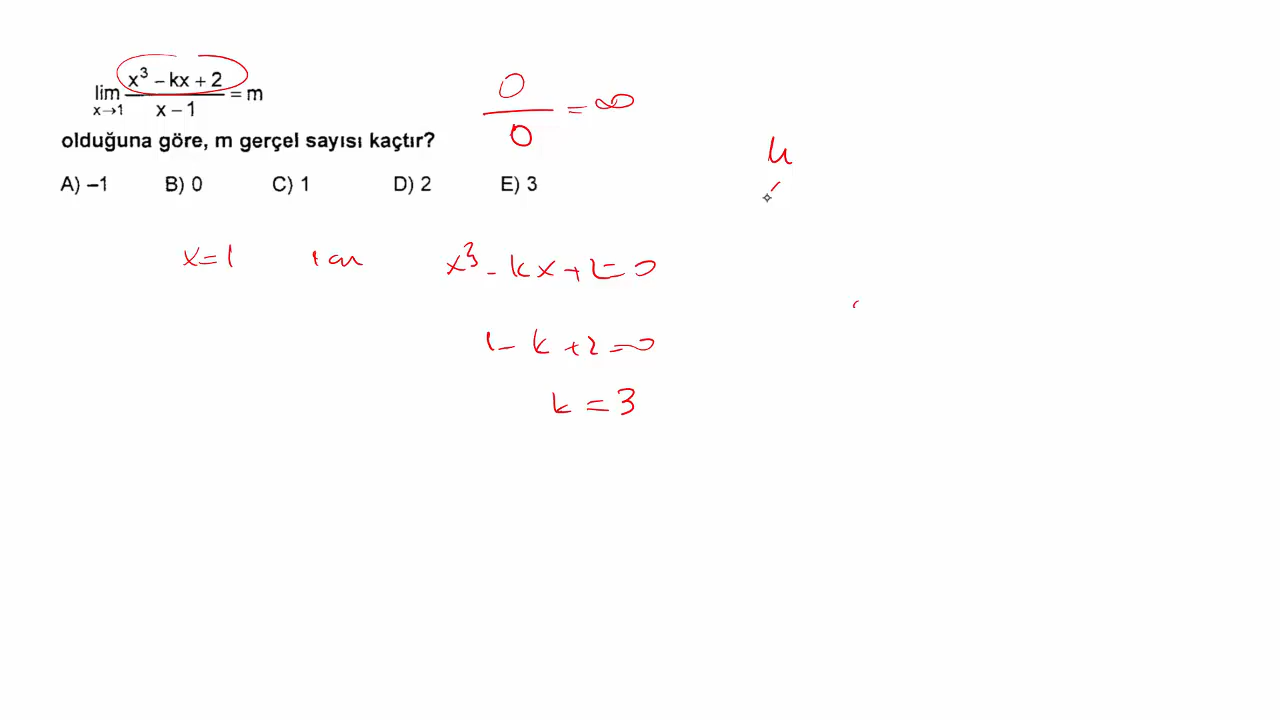 lim x→1 (x³ – kx + 2)/(x – 1) = m
olduğuna göre, m gerçel sayısı kaçtır?
A) –1 B) 0 C) 1 D) 2 E) 3
0/0 = ∞
x=1
x³ - kx + 2 = 0
1 - k + 2 = 0
k = 3